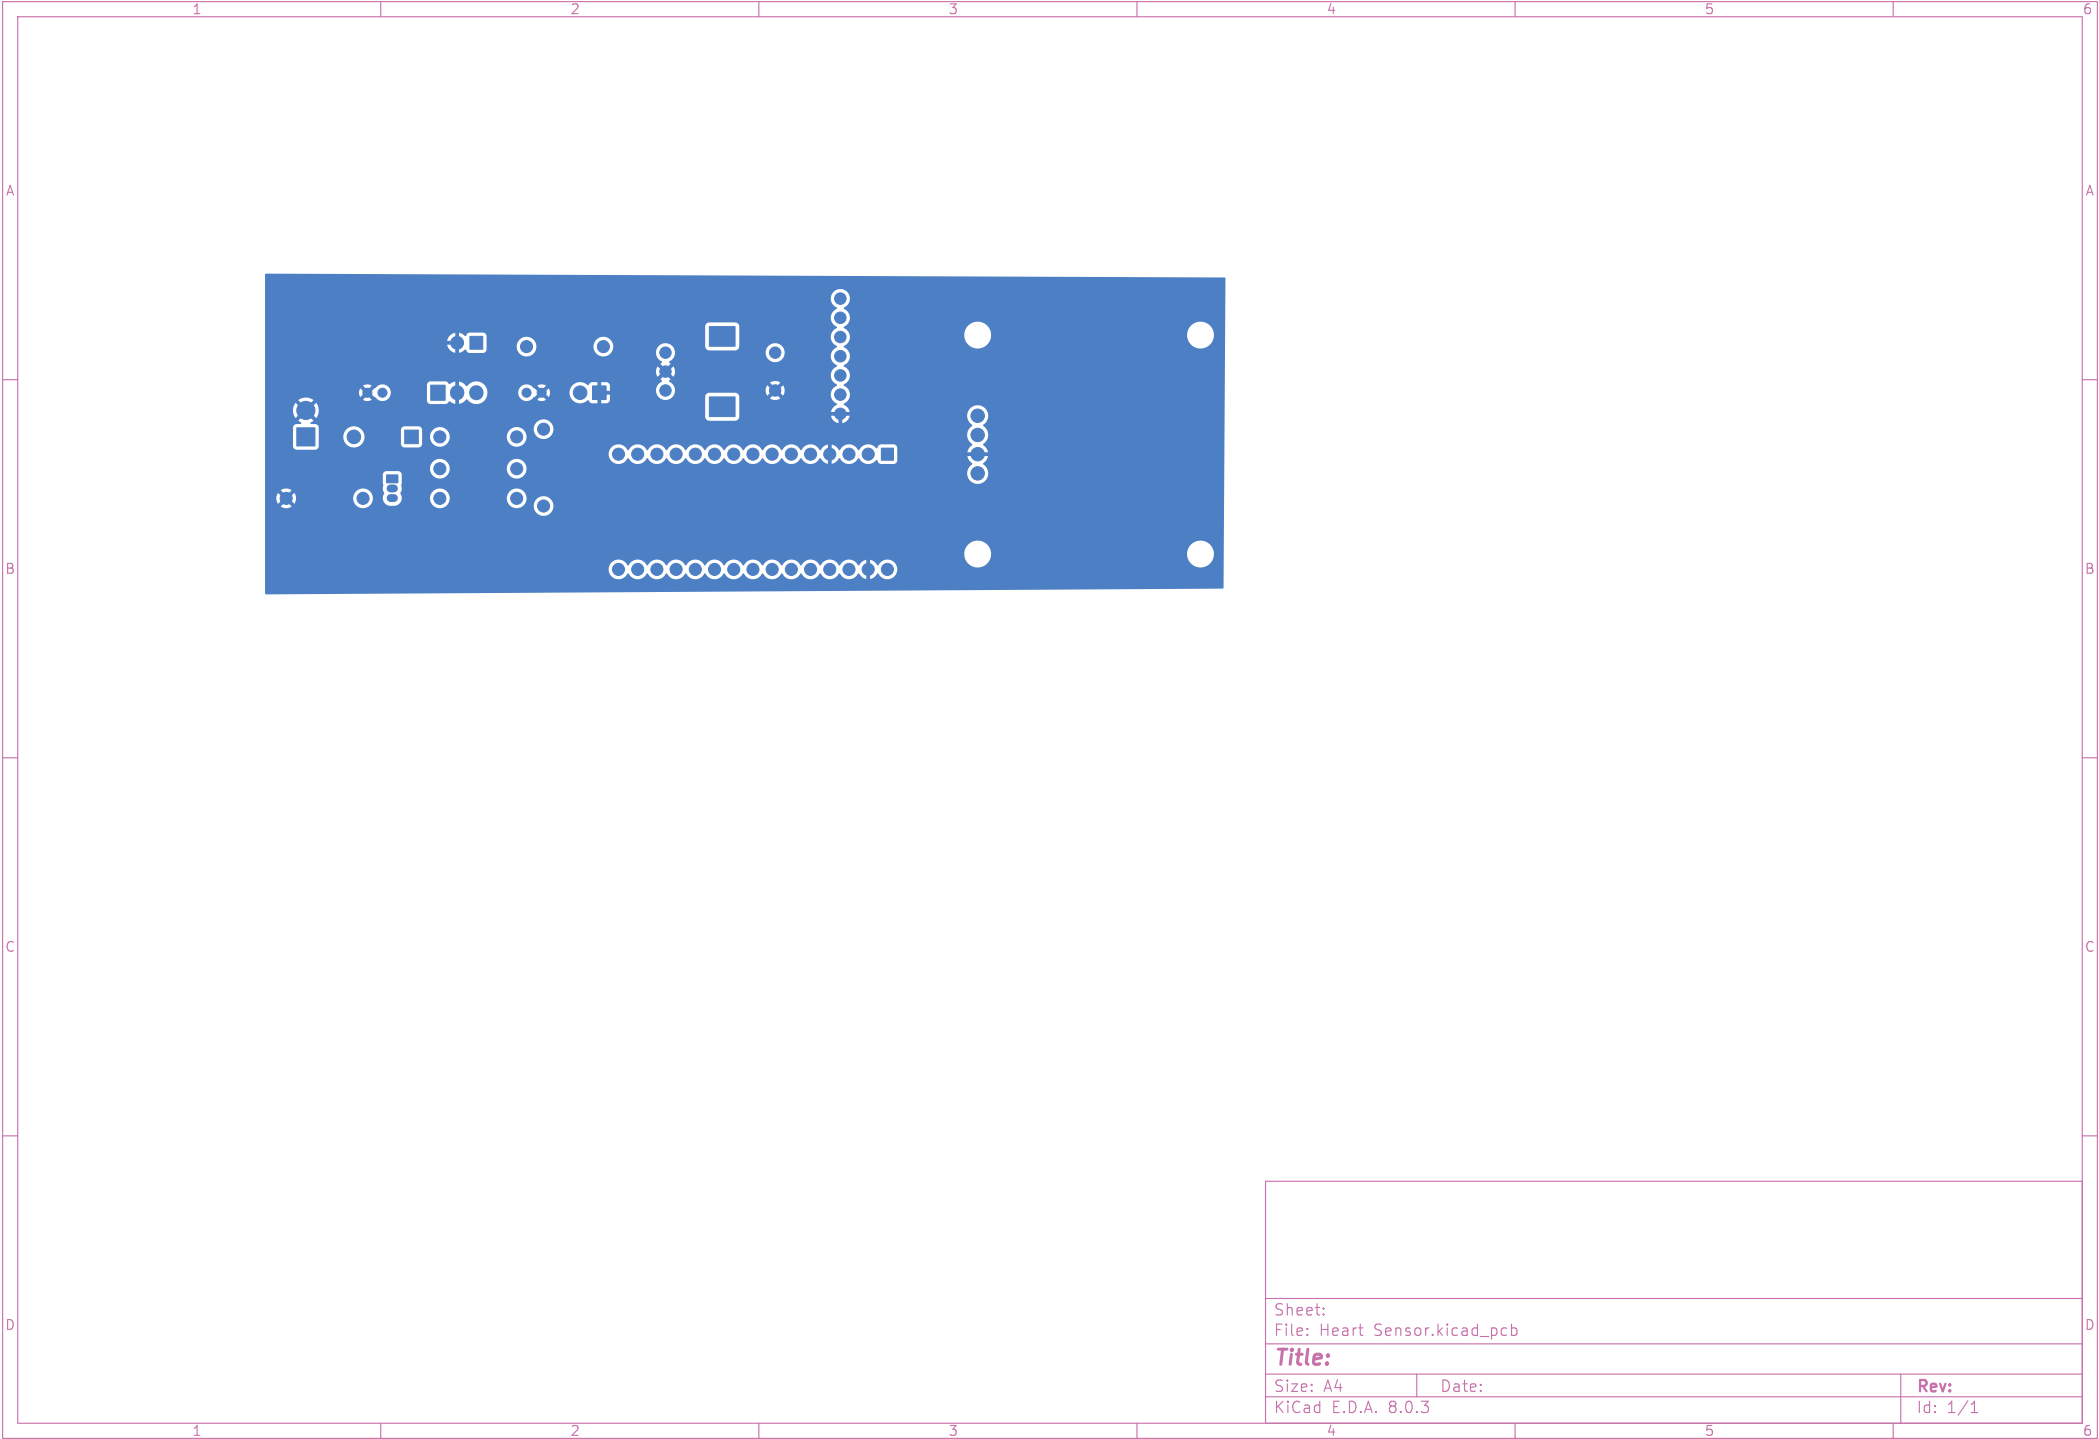 1 2 3 4 5 6
A A
B B
C C
D D
Sheet:
File: Heart Sensor.kicad_pcb
Title:
Size: A4 Date: Rev:
KiCad E.D.A. 8.0.3 Id: 1/1
1 2 3 4 5 6